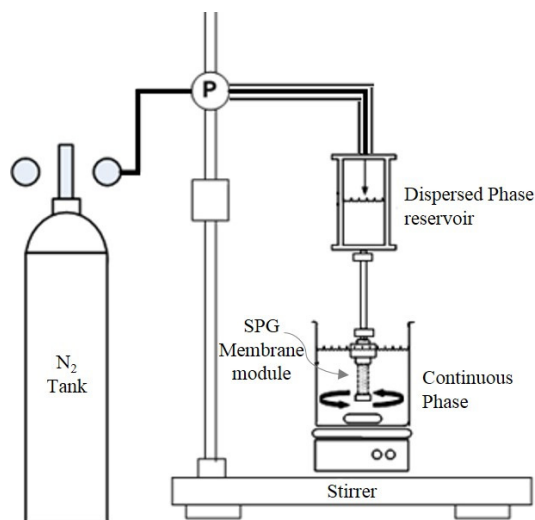 P
Dispersed Phase
reservoir
SPG
Membrane
module
N₂
Tank
Continuous
Phase
Stirrer